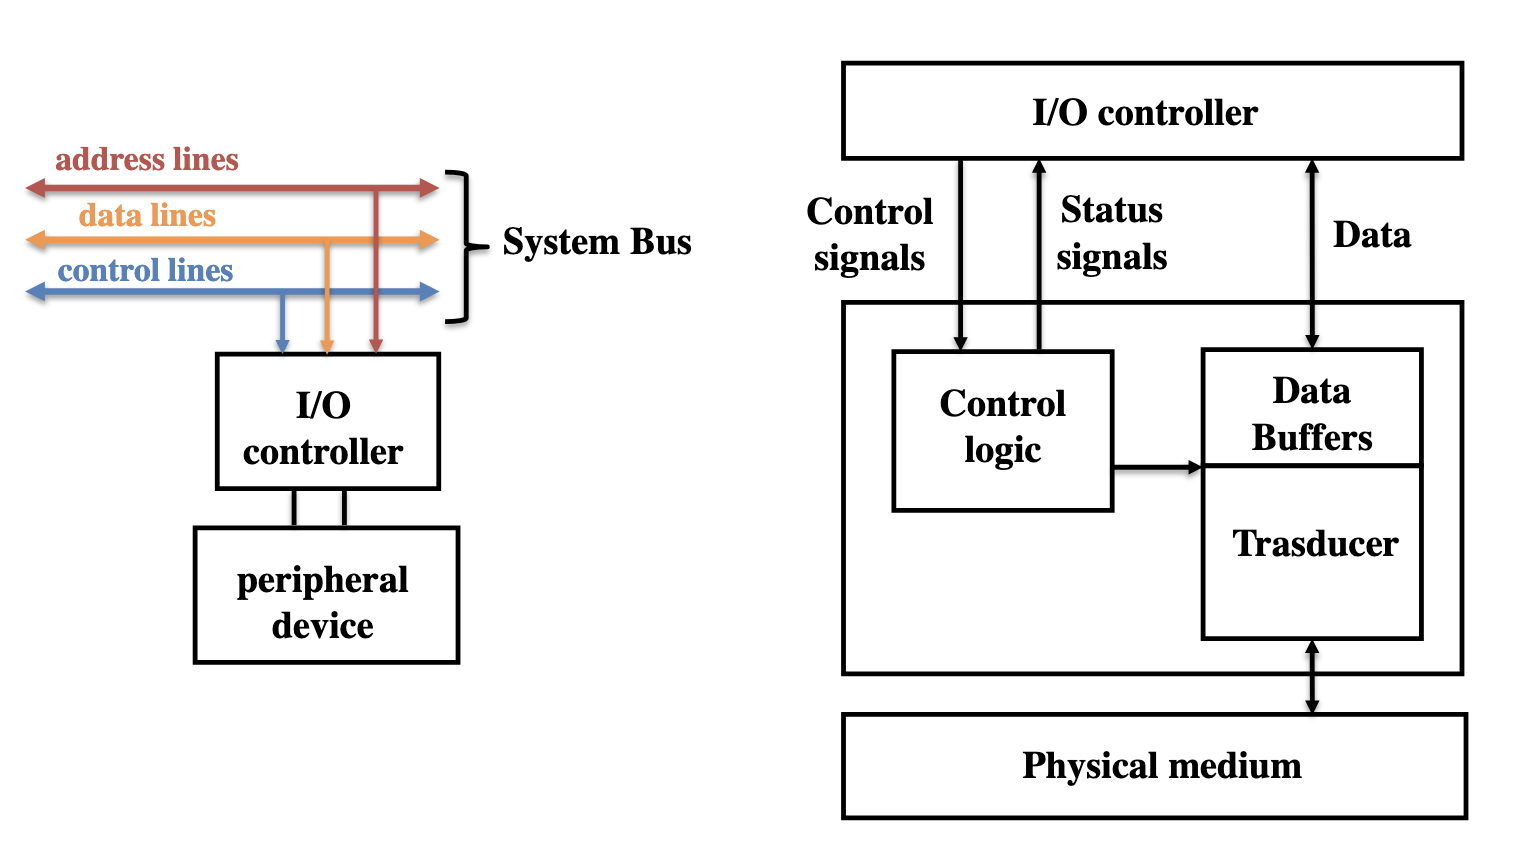 address lines
data lines
control lines
System Bus
I/O
controller
peripheral
device
I/O controller
Control
signals
Status
signals
Data
Control
logic
Data
Buffers
Trasducer
Physical medium